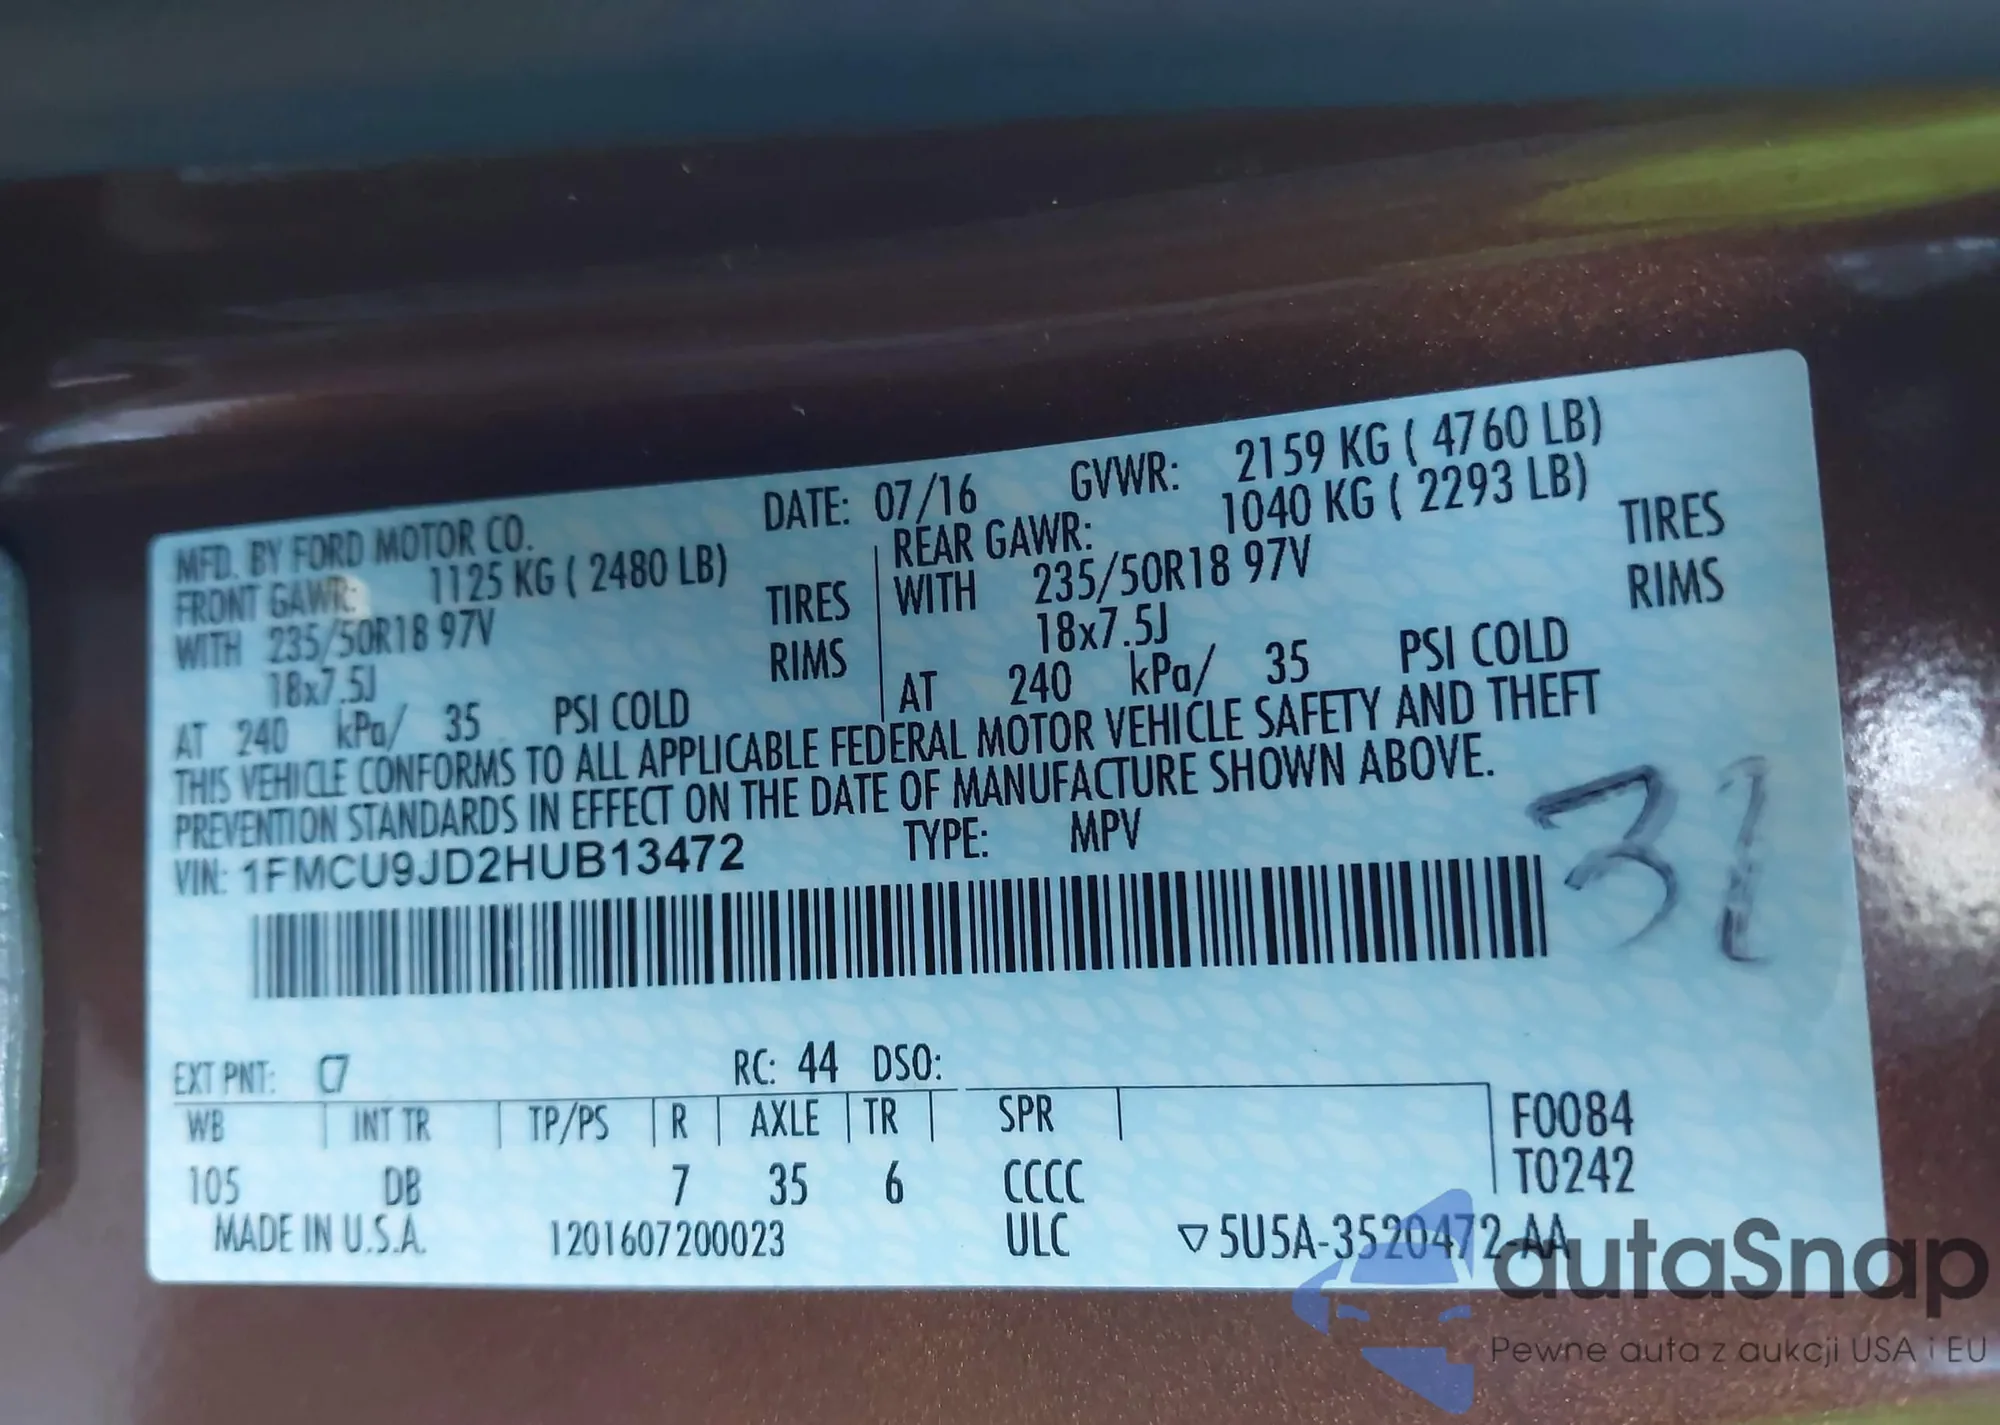 MFD. BY FORD MOTOR CO. DATE: 07/16 GVWR: 2159 KG ( 4760 LB)
FRONT GAWR: 1125 KG ( 2480 LB) REAR GAWR: 1040 KG ( 2293 LB)
WITH 235/50R18 97V TIRES WITH 235/50R18 97V TIRES
18x7.5J RIMS 18x7.5J RIMS
AT 240 kPa/ 35 PSI COLD AT 240 kPa/ 35 PSI COLD
THIS VEHICLE CONFORMS TO ALL APPLICABLE FEDERAL MOTOR VEHICLE SAFETY AND THEFT
PREVENTION STANDARDS IN EFFECT ON THE DATE OF MANUFACTURE SHOWN ABOVE.
VIN: 1FMCU9JD2HUB13472 TYPE: MPV
31
EXT PNT: C7 RC: 44 DSO:
WB INT TR TP/PS R AXLE TR SPR F0084
105 DB 7 35 6 CCCC T0242
MADE IN U.S.A. 1201607200023 ULC ▽5U5A-3520472-AA
autaSnap
Pewne auta z aukcji USA i EU